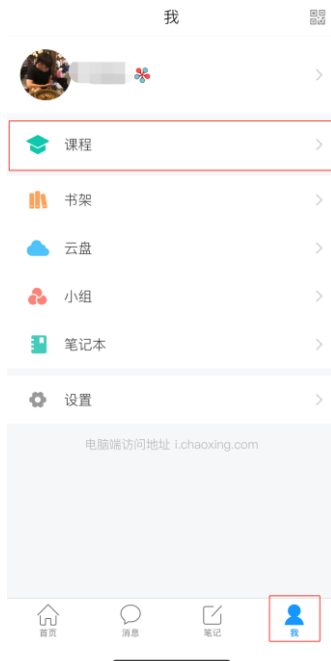 我
课程
书架
云盘
小组
笔记本
设置
电脑端访问地址 i.chaoxing.com
首页
消息
笔记
我